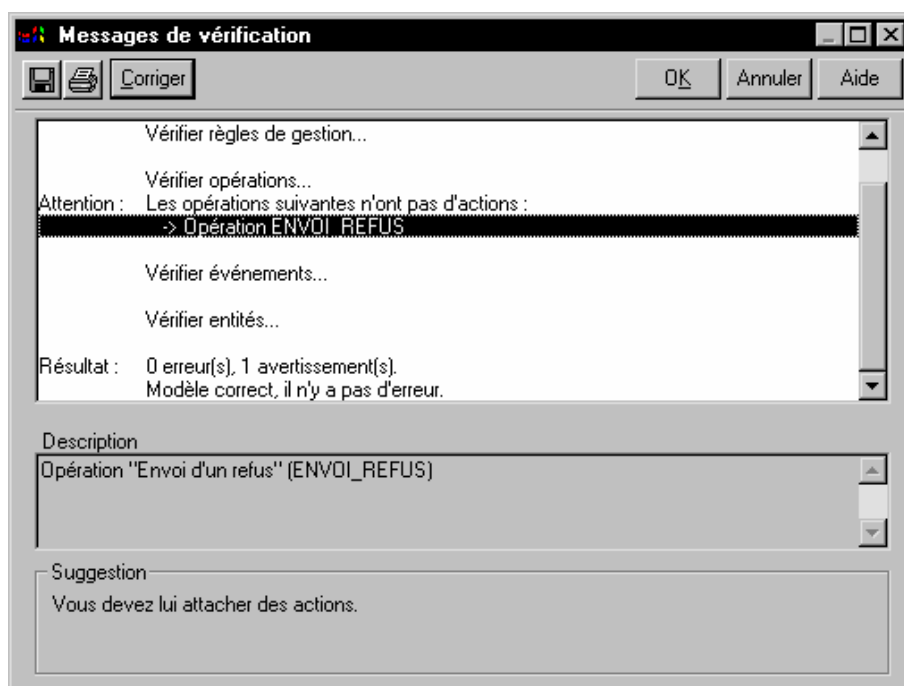 Messages de vérification
Corriger OK Annuler Aide
Vérifier règles de gestion...
Vérifier opérations...
Attention : Les opérations suivantes n'ont pas d'actions :
-> Opération ENVOI_REFUS
Vérifier événements...
Vérifier entités...
Résultat : 0 erreur(s), 1 avertissement(s).
Modèle correct, il n'y a pas d'erreur.
Description
Opération "Envoi d'un refus" (ENVOI_REFUS)
Suggestion
Vous devez lui attacher des actions.